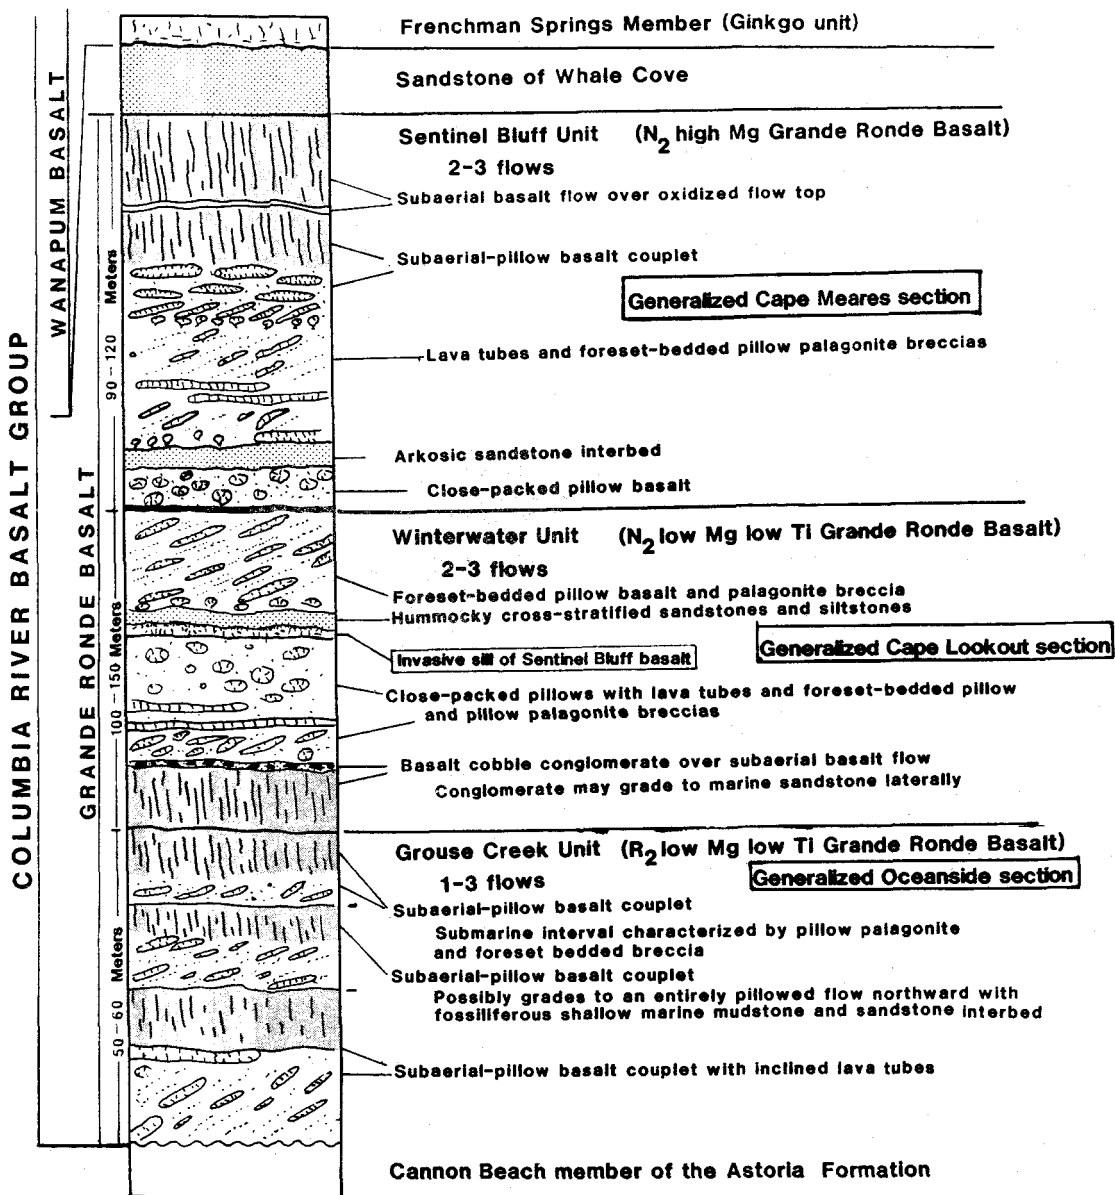 Frenchman Springs Member (Ginkgo unit)
Sandstone of Whale Cove
Sentinel Bluff Unit (N2 high Mg Grande Ronde Basalt)
2-3 flows
Subaerial basalt flow over oxidized flow top
Subaerial-pillow basalt couplet
Generalized Cape Meares section
Lava tubes and foreset-bedded pillow palagonite breccias
Arkosic sandstone interbed
Close-packed pillow basalt
Winterwater Unit (N2 low Mg low Ti Grande Ronde Basalt)
2-3 flows
Foreset-bedded pillow basalt and palagonite breccia
Hummocky cross-stratified sandstones and siltstones
Generalized Cape Lookout section
Invasive sill of Sentinel Bluff basalt
Close-packed pillows with lava tubes and foreset-bedded pillow
and pillow palagonite breccias
Basalt cobble conglomerate over subaerial basalt flow
Conglomerate may grade to marine sandstone laterally
Grouse Creek Unit (R2 low Mg low Ti Grande Ronde Basalt)
1-3 flows
Generalized Oceanside section
Subaerial-pillow basalt couplet
Submarine interval characterized by pillow palagonite
and foreset bedded breccia
Subaerial-pillow basalt couplet
Possibly grades to an entirely pillowed flow northward with
fossiliferous shallow marine mudstone and sandstone interbed
Subaerial-pillow basalt couplet with inclined lava tubes
Cannon Beach member of the Astoria Formation
COLUMBIA RIVER BASALT GROUP
WANAPUM BASALT
GRANDE RONDE BASALT
90-120 Meters
100-150 Meters
50-60 Meters